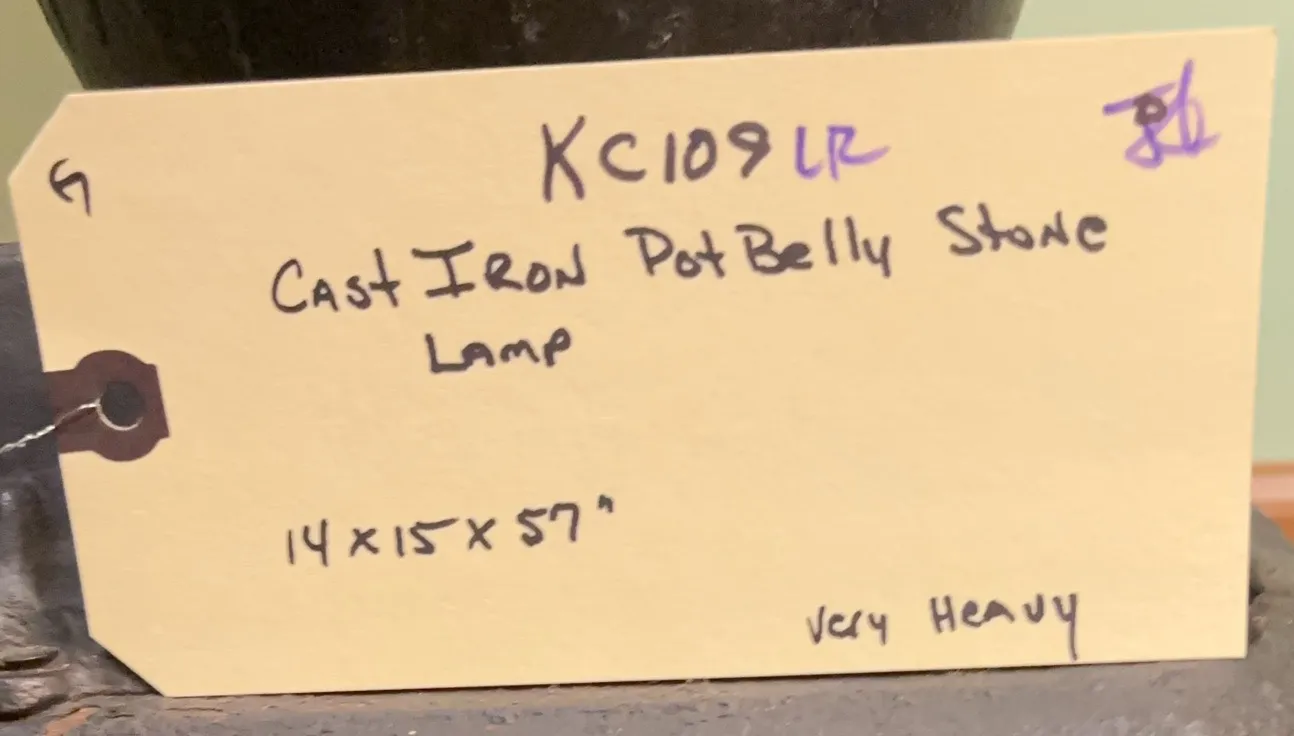 KC109 LR
Cast Iron Pot Belly Stone
Lamp
14 x 15 x 57"
Very Heavy